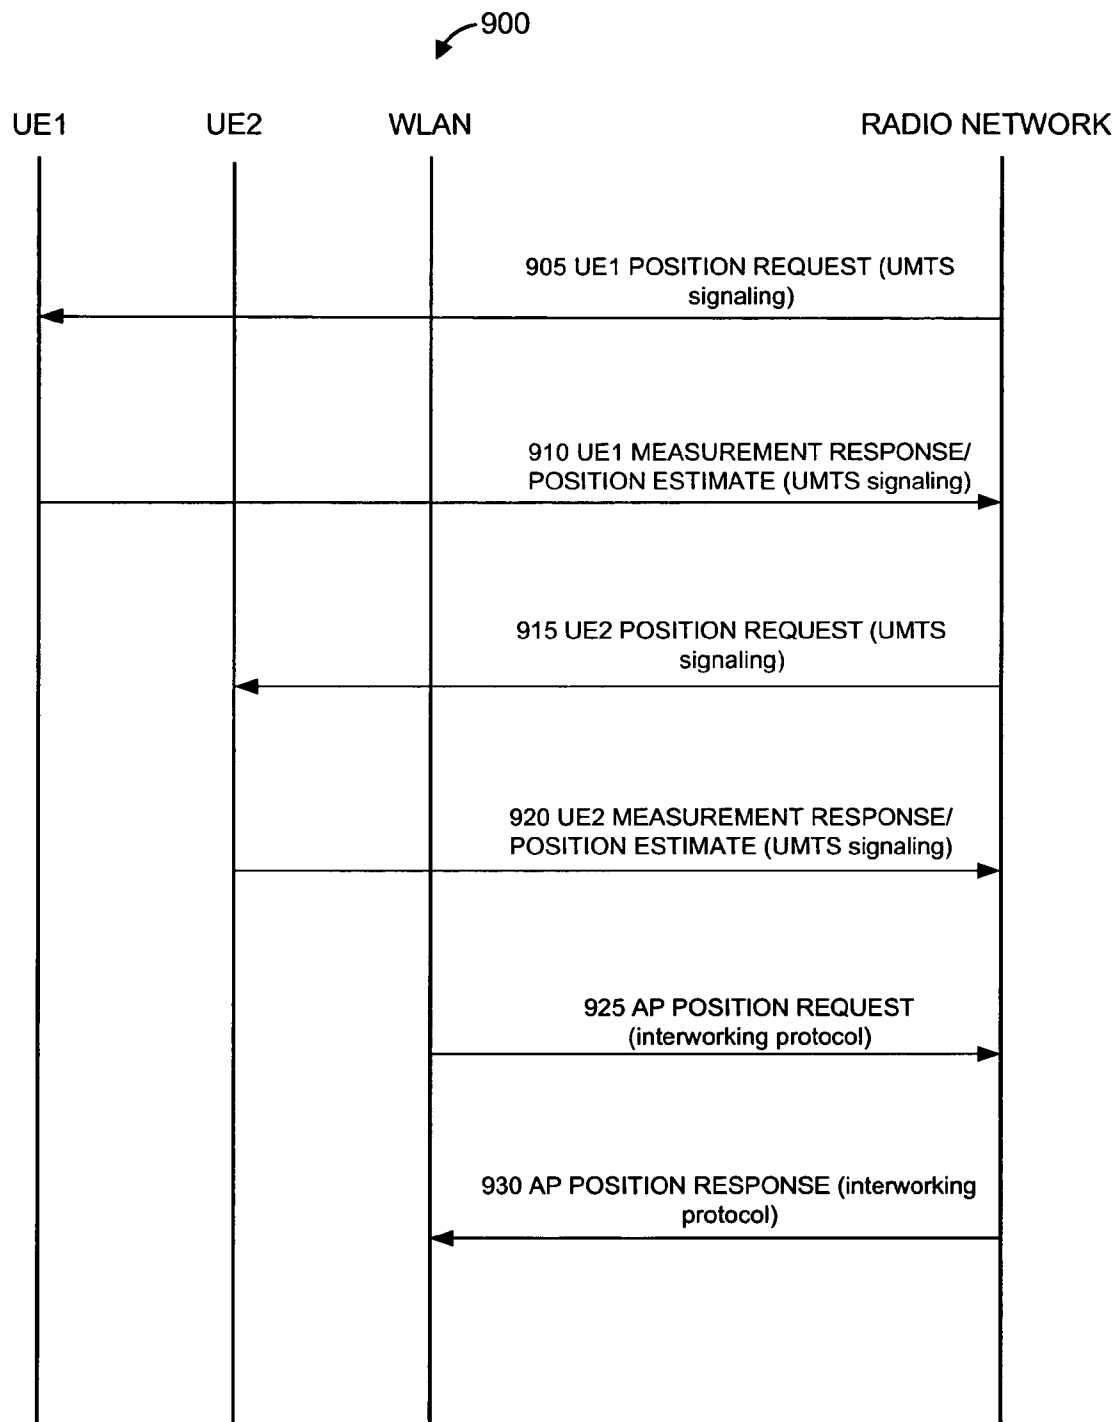 900
UE1 UE2 WLAN RADIO NETWORK
905 UE1 POSITION REQUEST (UMTS
signaling)
910 UE1 MEASUREMENT RESPONSE/
POSITION ESTIMATE (UMTS signaling)
915 UE2 POSITION REQUEST (UMTS
signaling)
920 UE2 MEASUREMENT RESPONSE/
POSITION ESTIMATE (UMTS signaling)
925 AP POSITION REQUEST
(interworking protocol)
930 AP POSITION RESPONSE (interworking
protocol)